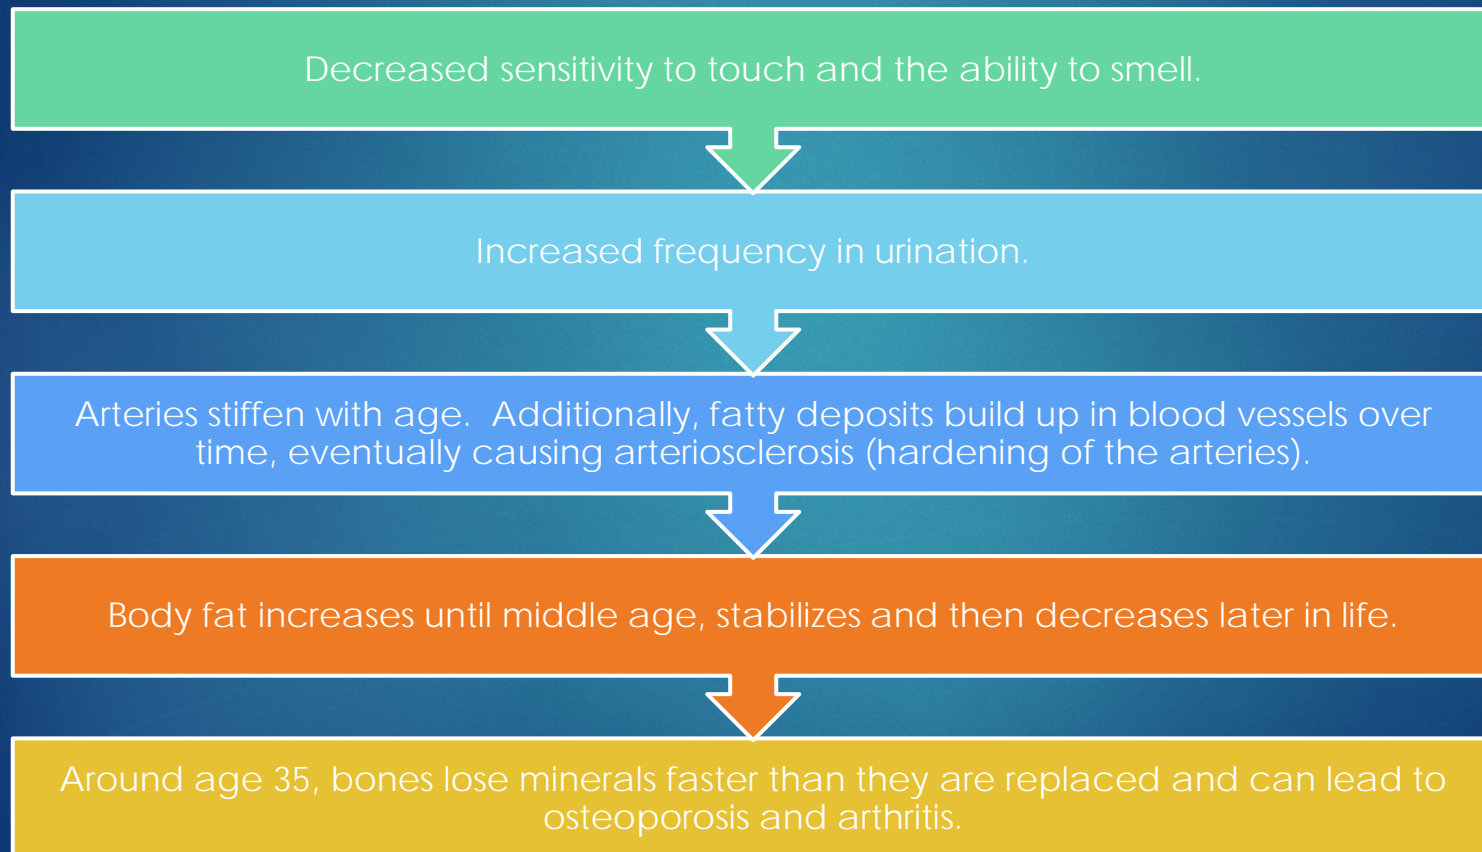 Decreased sensitivity to touch and the ability to smell.
Increased frequency in urination.
Arteries stiffen with age.  Additionally, fatty deposits build up in blood vessels over
time, eventually causing arteriosclerosis (hardening of the arteries).
Body fat increases until middle age, stabilizes and then decreases later in life.
Around age 35, bones lose minerals faster than they are replaced and can lead to
osteoporosis and arthritis.